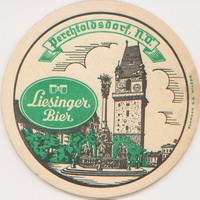 Perchtoldsdorf, N.Ö.
Liesinger
Bier